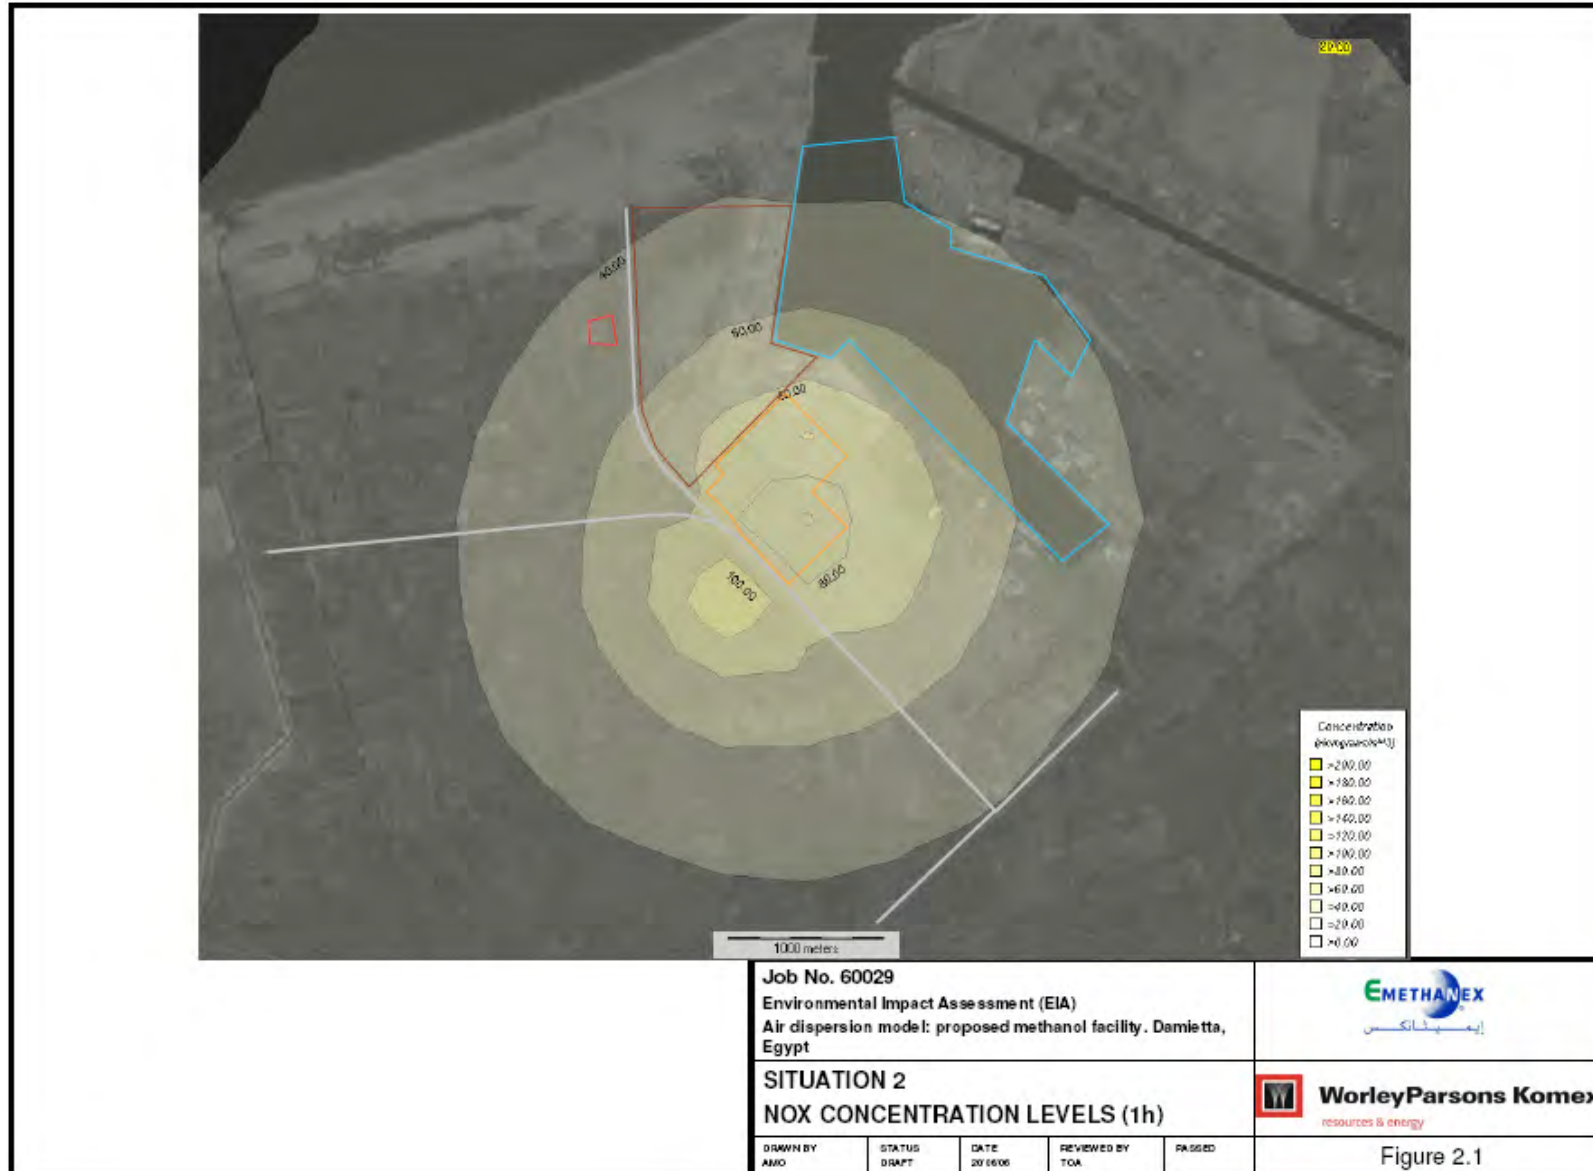 20.00
40.00
60.00
80.00
100.00
80.00
Concentration
>200.00
>180.00
>160.00
>140.00
>120.00
>100.00
>80.00
>60.00
>40.00
>20.00
>0.00
1000 meters
Job No. 60029
Environmental Impact Assessment (EIA)
Air dispersion model: proposed methanol facility. Damietta,
Egypt
EMETHANEX
إيميثانكس
SITUATION 2
NOX CONCENTRATION LEVELS (1h)
WorleyParsons Komex
resources & energy
DRAWN BY
AMO
STATUS
DRAFT
DATE
REVIEWED BY
TOA
PASSED
Figure 2.1